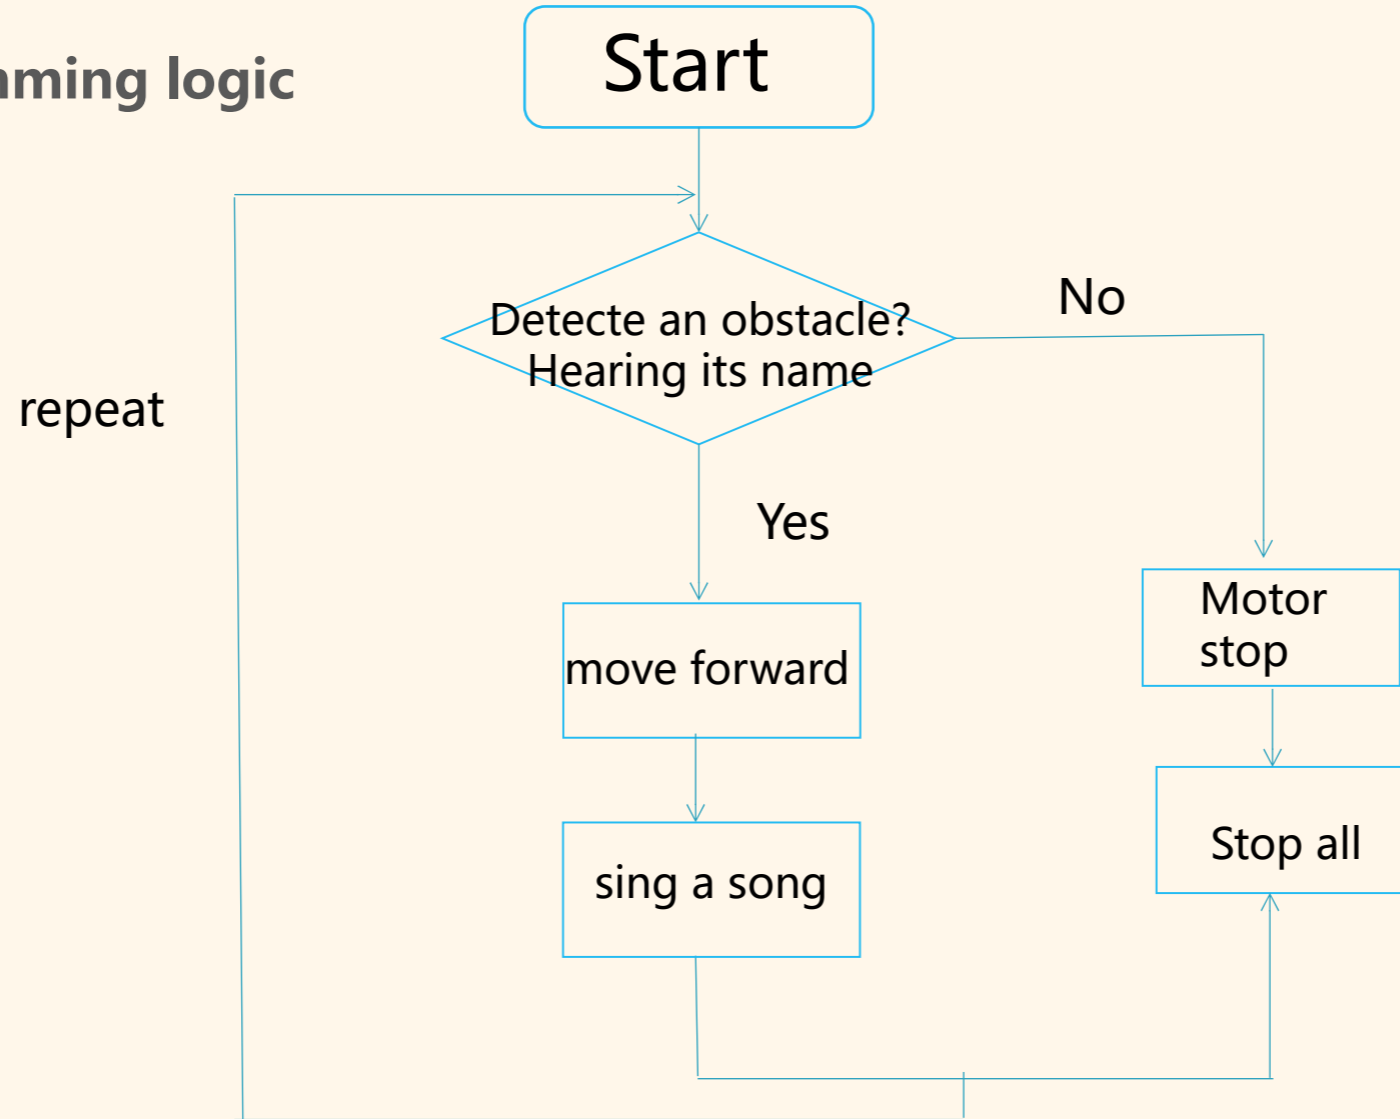 mming logic
Start
Detecte an obstacle?
Hearing its name
No
repeat
Yes
move forward
Motor
stop
sing a song
Stop all